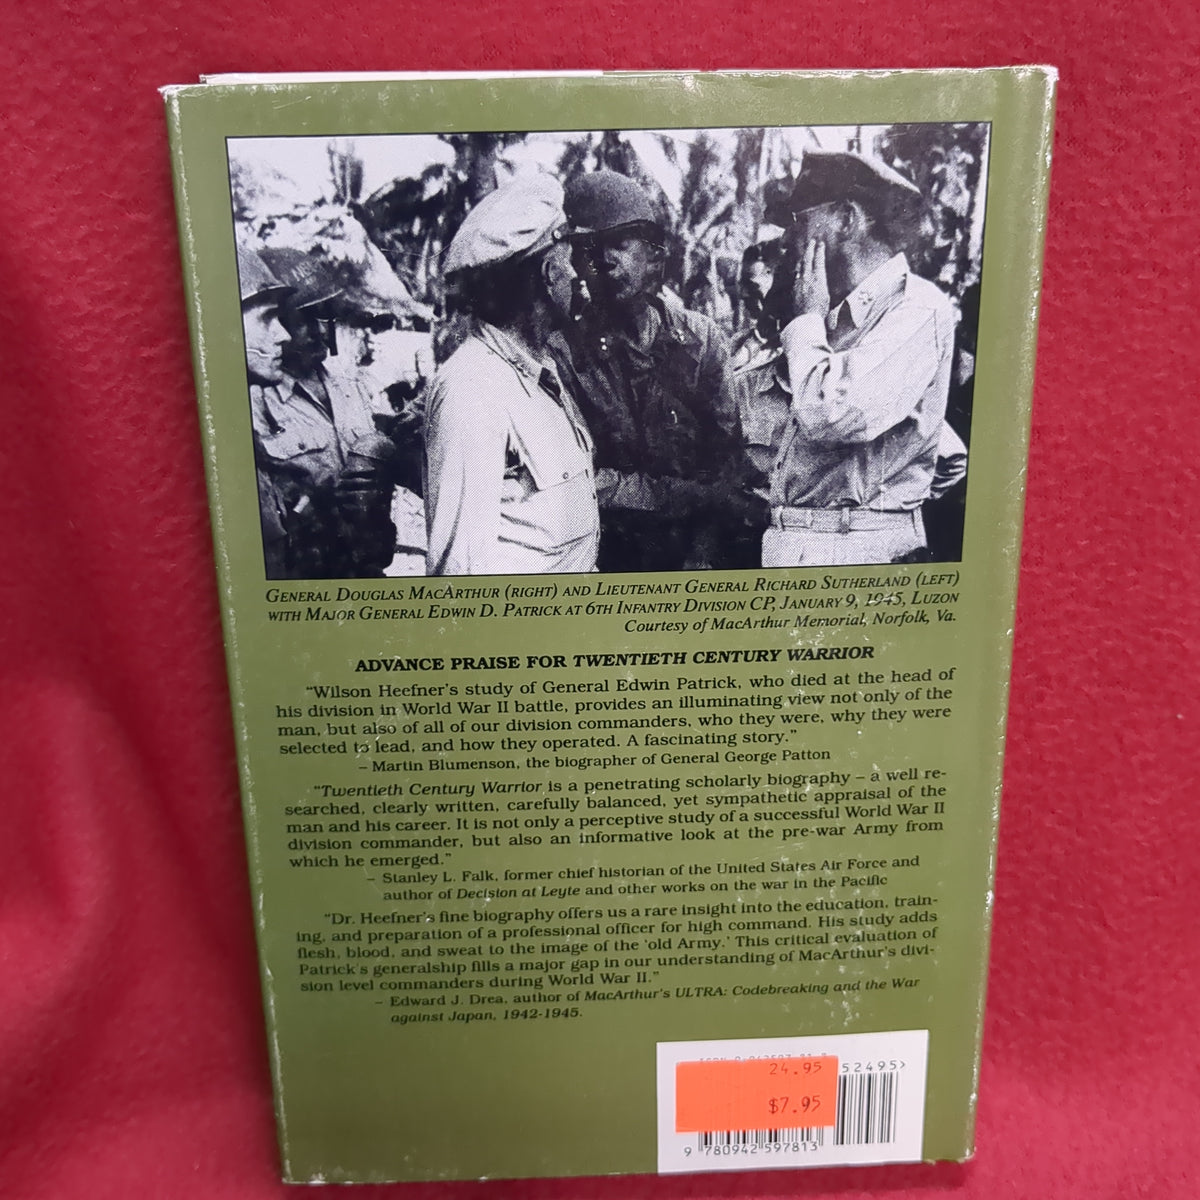 GENERAL DOUGLAS MACARTHUR (RIGHT) AND LIEUTENANT GENERAL RICHARD SUTHERLAND (LEFT)
WITH MAJOR GENERAL EDWIN D. PATRICK AT 6TH INFANTRY DIVISION CP, JANUARY 9, 1945, LUZON
Courtesy of MacArthur Memorial, Norfolk, Va.
ADVANCE PRAISE FOR TWENTIETH CENTURY WARRIOR
"Wilson Heefner's study of General Edwin Patrick, who died at the head of
his division in World War II battle, provides an illuminating view not only of the
man, but also of all of our division commanders, who they were, why they were
selected to lead, and how they operated. A fascinating story."
– Martin Blumenson, the biographer of General George Patton
"Twentieth Century Warrior is a penetrating scholarly biography – a well re-
searched, clearly written, carefully balanced, yet sympathetic appraisal of the
man and his career. It is not only a perceptive study of a successful World War II
division commander, but also an informative look at the pre-war Army from
which he emerged."
– Stanley L. Falk, former chief historian of the United States Air Force and
author of Decision at Leyte and other works on the war in the Pacific
"Dr. Heefner's fine biography offers us a rare insight into the education, train-
ing, and preparation of a professional officer for high command. His study adds
flesh, blood, and sweat to the image of the 'old Army.' This critical evaluation of
Patrick's generalship fills a major gap in our understanding of MacArthur's divi-
sion level commanders during World War II."
– Edward J. Drea, author of MacArthur's ULTRA: Codebreaking and the War
against Japan, 1942-1945.
52495>
24.95
$7.95
9 780942 597813